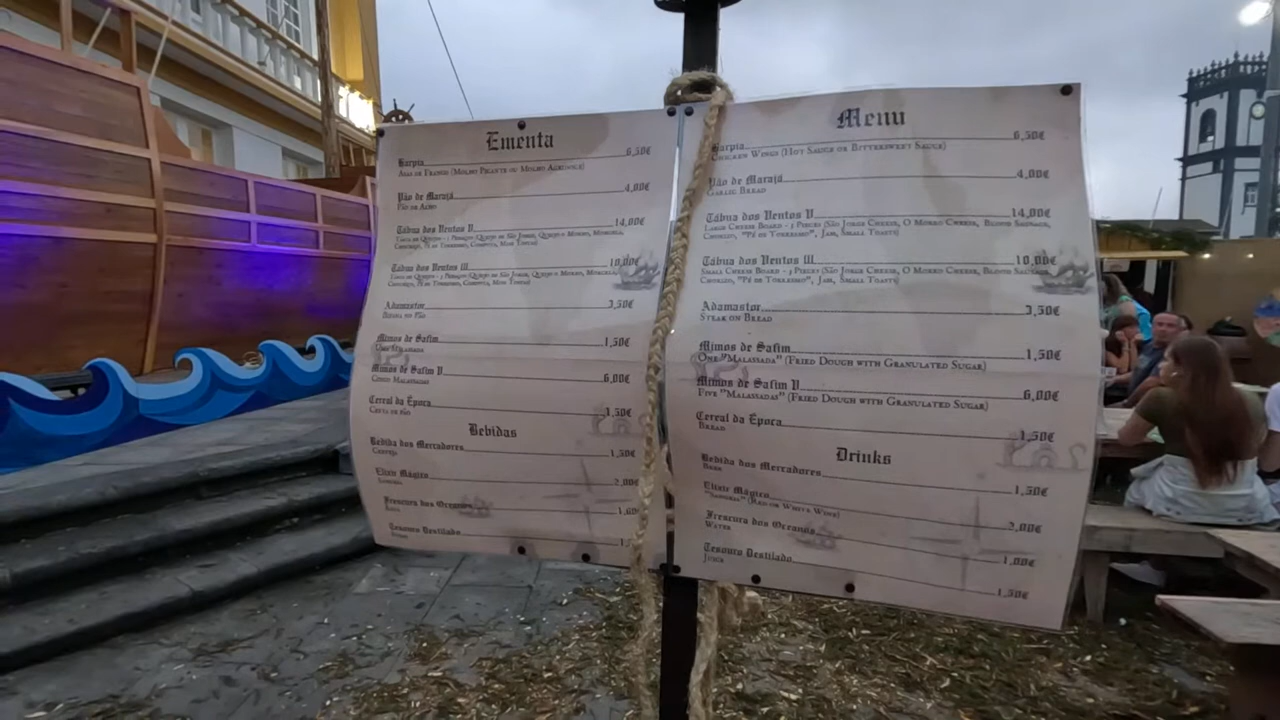 Ementa
Harpia 6,50€
Asas de Frango (Molho Picante ou Molho Agridoce)
Pão de Marajá 4,00€
Pão de Alho
Tábua dos Ventos V 14,00€
Tábua dos Ventos III 10,00€
Adamastor 3,50€
Bifana no Pão
Mimos de Safim 1,50€
Uma Malassada
Mimos de Safim V 6,00€
Cinco Malassadas
Cereal da Época 1,50€
Cesta de pão
Bebidas
Bebida dos Mercadores 1,50€
Cerveja
Elixir Mágico 2,00€
Sangria
Frescura dos Oceanos
Tesouro Destilado
Menu
Harpia 6,50€
Chicken Wings (Hot Sauce or Bittersweet Sauce)
Pão de Marajá 4,00€
Garlic Bread
Tábua dos Ventos V 14,00€
Large Cheese Board - 5 Pieces (São Jorge Cheese, O Morro Cheese, Blood Sausage,
Chorizo, "Pé de Torresmo", Jam, Small Toasts)
Tábua dos Ventos III 10,00€
Small Cheese Board - 3 Pieces (São Jorge Cheese, O Morro Cheese, Blood Sausage,
Chorizo, "Pé de Torresmo", Jam, Small Toasts)
Adamastor 3,50€
Steak on Bread
Mimos de Safim 1,50€
One "Malassada" (Fried Dough with Granulated Sugar)
Mimos de Safim V 6,00€
Five "Malassadas" (Fried Dough with Granulated Sugar)
Cereal da Época 1,50€
Bread
Drinks
Bebida dos Mercadores 1,50€
Beer
Elixir Mágico 2,00€
"Sangria" (Red or White Wine)
Frescura dos Oceanos 1,00€
Water
Tesouro Destilado 1,50€
Juice